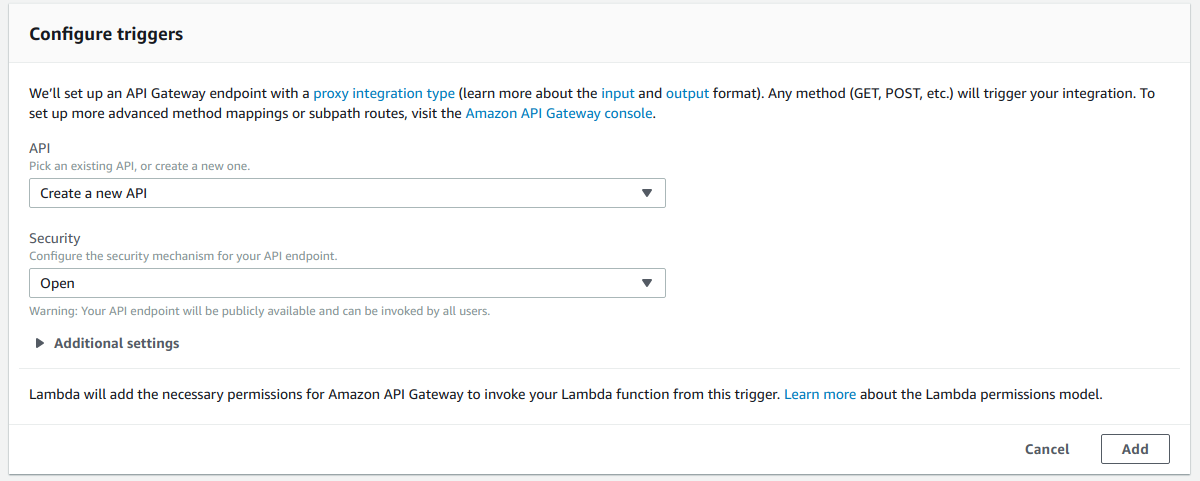 Configure triggers
We'll set up an API Gateway endpoint with a proxy integration type (learn more about the input and output format). Any method (GET, POST, etc.) will trigger your integration. To
set up more advanced method mappings or subpath routes, visit the Amazon API Gateway console.
API
Pick an existing API, or create a new one.
Create a new API
Security
Configure the security mechanism for your API endpoint.
Open
Warning: Your API endpoint will be publicly available and can be invoked by all users.
Additional settings
Lambda will add the necessary permissions for Amazon API Gateway to invoke your Lambda function from this trigger. Learn more about the Lambda permissions model.
Cancel Add